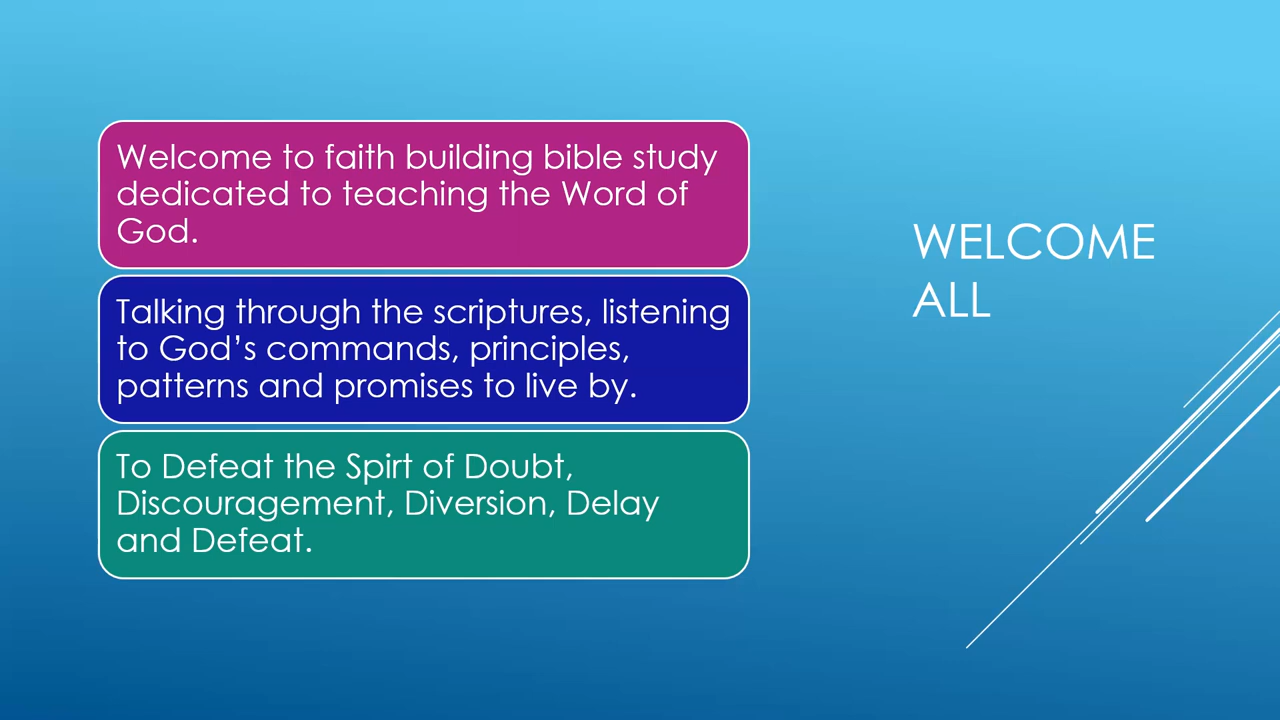 Welcome to faith building bible study
dedicated to teaching the Word of
God.
Talking through the scriptures, listening
to God’s commands, principles,
patterns and promises to live by.
To Defeat the Spirt of Doubt,
Discouragement, Diversion, Delay
and Defeat.
WELCOME
ALL